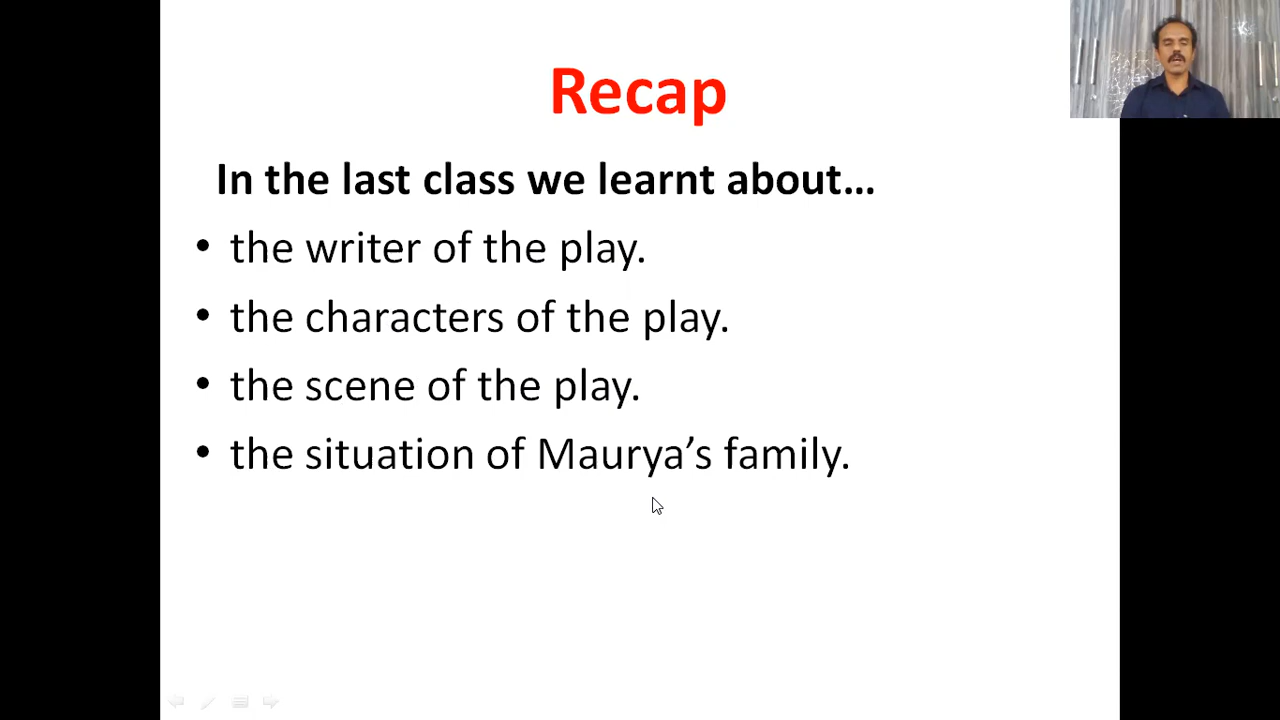 Recap
In the last class we learnt about...
• the writer of the play.
• the characters of the play.
• the scene of the play.
• the situation of Maurya’s family.